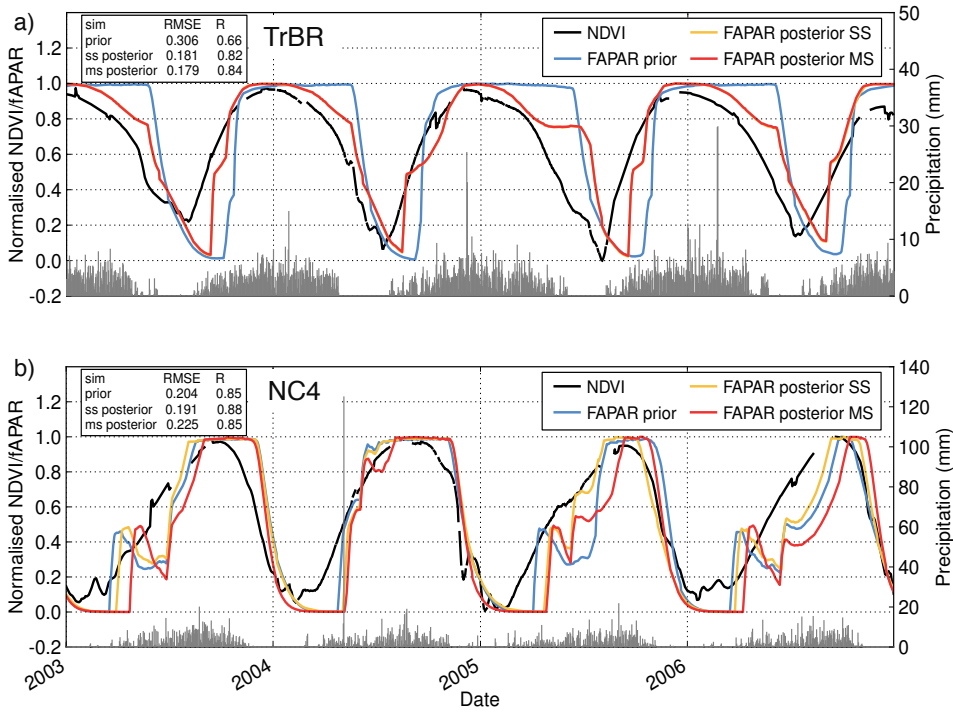 a)
TrBR
sim RMSE R
prior 0.306 0.66
ss posterior 0.181 0.82
ms posterior 0.179 0.84
NDVI
FAPAR prior
FAPAR posterior SS
FAPAR posterior MS
Normalised NDVI/fAPAR
1.2
1.0
0.8
0.6
0.4
0.2
0.0
-0.2
50
40
30
20
10
0
Precipitation (mm)
b)
NC4
sim RMSE R
prior 0.204 0.85
ss posterior 0.191 0.88
ms posterior 0.225 0.85
NDVI
FAPAR prior
FAPAR posterior SS
FAPAR posterior MS
Normalised NDVI/fAPAR
1.2
1.0
0.8
0.6
0.4
0.2
0.0
-0.2
140
120
100
80
60
40
20
0
Precipitation (mm)
2003
2004
2005
2006
Date